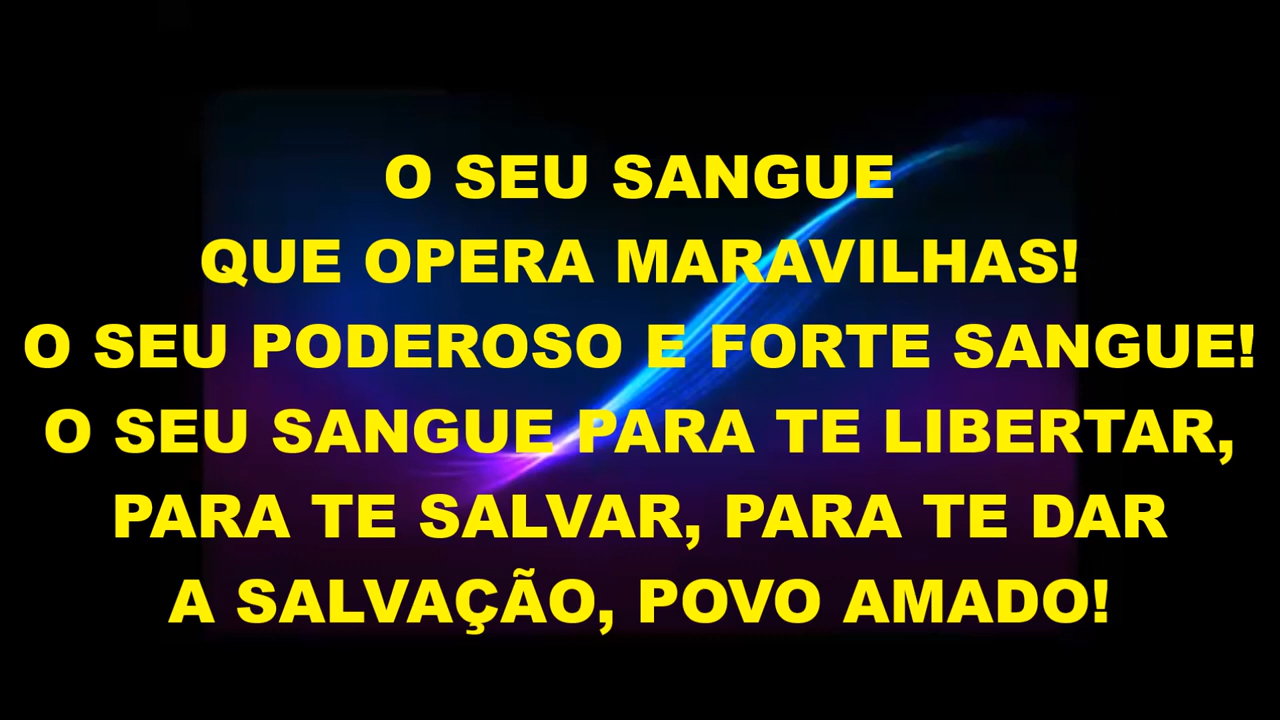 O SEU SANGUE
QUE OPERA MARAVILHAS!
O SEU PODEROSO E FORTE SANGUE!
O SEU SANGUE PARA TE LIBERTAR,
PARA TE SALVAR, PARA TE DAR
A SALVAÇÃO, POVO AMADO!